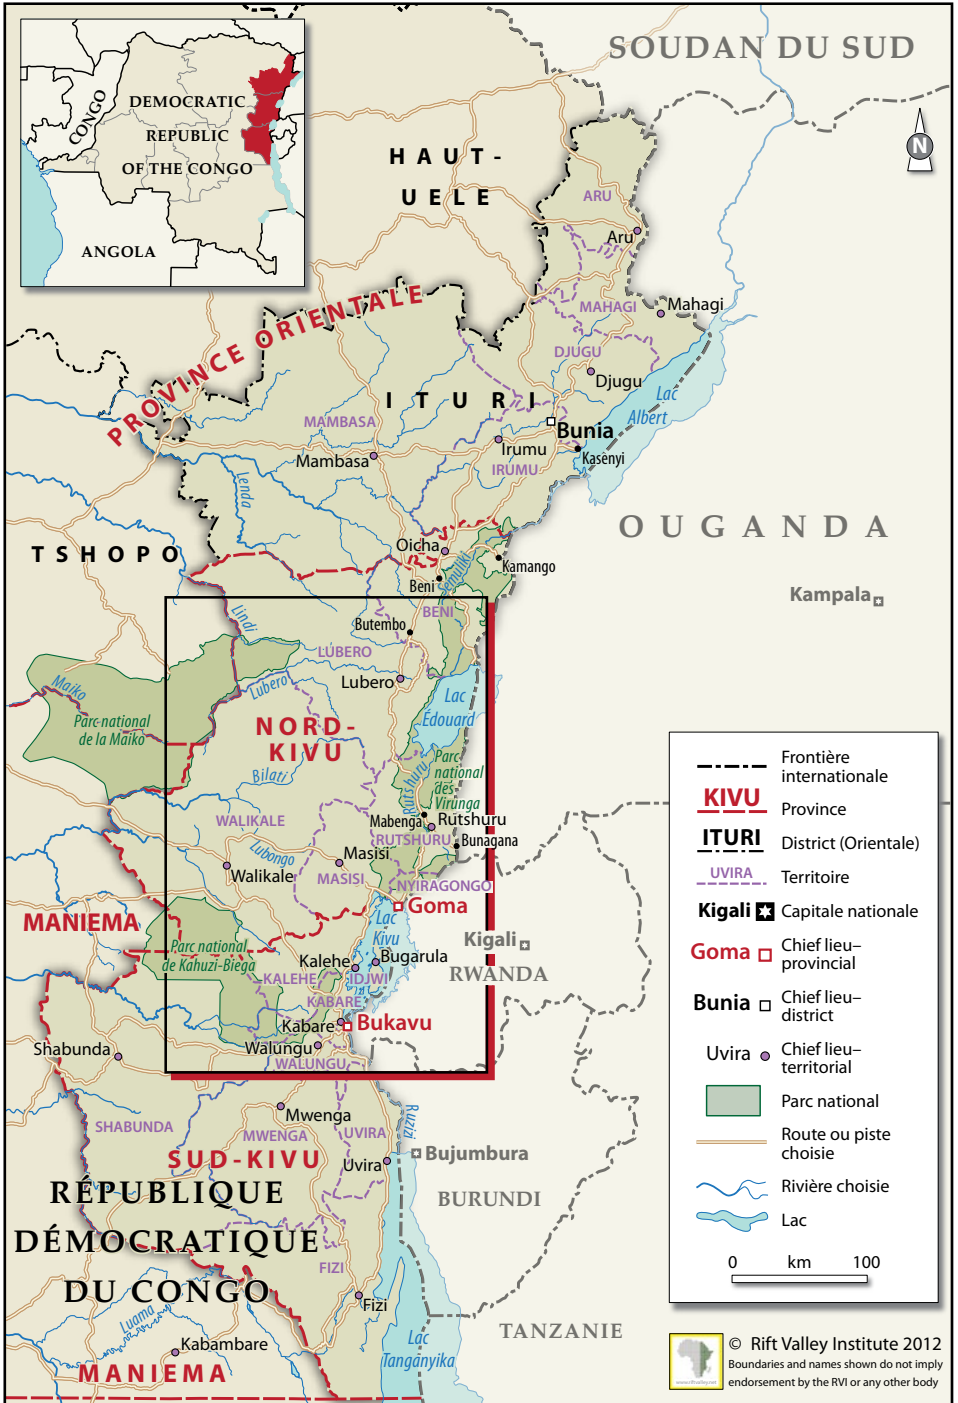 SOUDAN DU SUD
DEMOCRATIC
REPUBLIC
OF THE CONGO
CONGO
ANGOLA
N
HAUT-
UELE
ARU
Aru
MAHAGI
Mahagi
DJUGU
Djugu
PROVINCE ORIENTALE
ITURI
Lac
Albert
MAMBASA
Mambasa
Bunia
Irumu
IRUMU
Kasenyi
Lenda
OUGANDA
TSHOPO
Oicha
Semuliki
Kamango
Beni
BENI
Kampala
Lindi
Butembo
LUBERO
Lubero
Lubero
Maiko
Parc-national
de la Maiko
Lac
Édouard
NORD-
KIVU
Bilati
Parc
national
des
Virunga
Rutshuru
WALIKALE
Mabenga
Rutshuru
RUTSHURU
Bunagana
Lubongo
Masisi
MASISI
Walikale
NYIRAGONGO
Goma
MANIEMA
Lac
Kivu
Kigali
RWANDA
Parc national
de Kahuzi-Biega
Kalehe
Bugarula
KALEHE
IDJWI
KABARE
Kabare
Bukavu
Walungu
WALUNGU
Shabunda
SHABUNDA
Mwenga
MWENGA
UVIRA
Uvira
Ruzizi
Bujumbura
SUD-KIVU
BURUNDI
RÉPUBLIQUE
DÉMOCRATIQUE
DU CONGO
FIZI
Fizi
Luama
Kabambare
MANIEMA
Lac
Tanganyika
TANZANIE
Frontière
internationale
KIVU
Province
ITURI
District (Orientale)
UVIRA
Territoire
Kigali
Capitale nationale
Goma
Chief lieu–
provincial
Bunia
Chief lieu–
district
Uvira
Chief lieu–
territorial
Parc national
Route ou piste
choisie
Rivière choisie
Lac
0 km 100
© Rift Valley Institute 2012
Boundaries and names shown do not imply
endorsement by the RVI or any other body
www.riftvalley.net